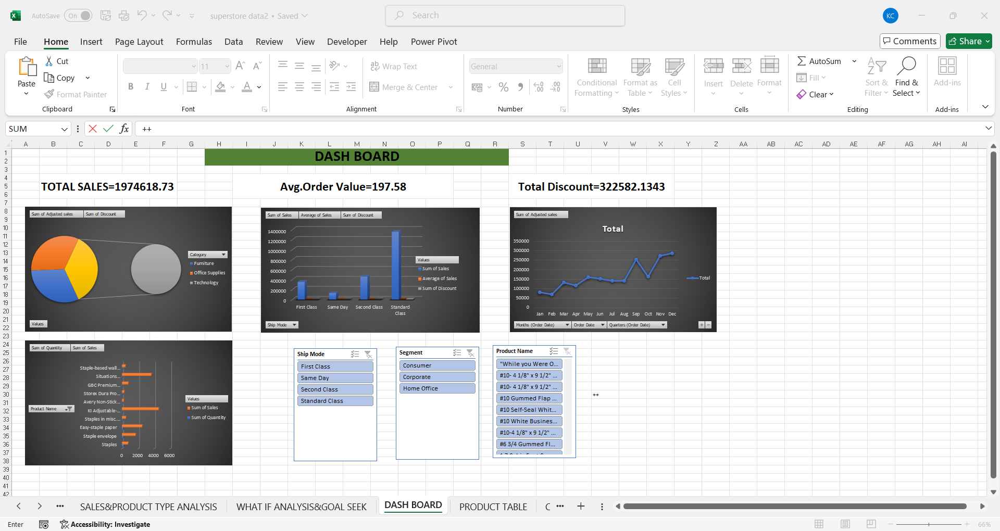 AutoSave On superstore data2 • Saved Search KC
File Home Insert Page Layout Formulas Data Review View Developer Help Power Pivot Comments Share
Paste Cut Copy Format Painter Clipboard
11 A A B I U A Font
ab Wrap Text Merge & Center Alignment
General % Number
Conditional Formatting Format as Table Cell Styles Styles
Insert Delete Format Cells
AutoSum Fill Clear Sort & Filter Find & Select Editing
Add-ins Add-ins
SUM fx ++
A B C D E F G H I J K L M N O P Q R S T U V W X Y Z AA AB AC AD AE AF AG AH AI
1
2
3
4
5
6
7
8
9
10
11
12
13
14
15
16
17
18
19
20
21
22
23
24
25
26
27
28
29
30
31
32
33
34
35
36
37
38
39
40
41
42
DASH BOARD
TOTAL SALES=1974618.73
Avg.Order Value=197.58
Total Discount=322582.1343
Sum of Adjusted sales Sum of Discount
Category
Furniture
Office Supplies
Technology
Values
Sum of Sales Average of Sales Sum of Discount
1400000
1200000
1000000
800000
600000
400000
200000
0
First Class Same Day Second Class Standard Class
Values
Sum of Sales
Average of Sales
Sum of Discount
Ship Mode
Sum of Adjusted sales
Total
350000
300000
250000
200000
150000
100000
50000
0
Jan Feb Mar Apr May Jun Jul Aug Sep Oct Nov Dec
Total
Months (Order Date) Order Date Quarters (Order Date) + −
Sum of Quantity Sum of Sales
Staple-based wall...
Situations...
GBC Premium...
Storex Dura Pro...
Avery Non-Stick...
KI Adjustable-...
Staples in misc....
Easy-staple paper
Staple envelope
Staples
0 2000 4000 6000
Product Name
Values
Sum of Sales
Sum of Quantity
Ship Mode
First Class
Same Day
Second Class
Standard Class
Segment
Consumer
Corporate
Home Office
Product Name
"While you Were O...
#10- 4 1/8" x 9 1/2" ...
#10- 4 1/8" x 9 1/2" ...
#10 Gummed Flap ...
#10 Self-Seal Whit...
#10 White Busines...
#10-4 1/8" x 9 1/2" ...
#6 3/4 Gummed Fl...
++
SALES&PRODUCT TYPE ANALYSIS WHAT IF ANALYSIS&GOAL SEEK DASH BOARD PRODUCT TABLE
Enter Accessibility: Investigate 66%